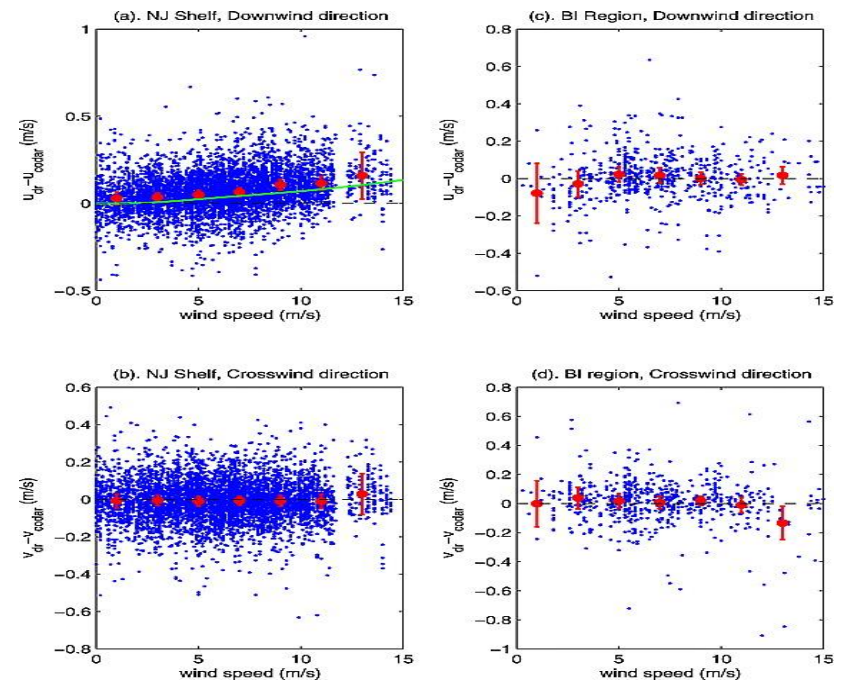 (a). NJ Shelf, Downwind direction
1
0.5
0
−0.5
u_dr−u_codar (m/s)
0 5 10 15
wind speed (m/s)
(c). BI Region, Downwind direction
0.8
0.6
0.4
0.2
0
−0.2
−0.4
−0.6
u_dr−u_codar (m/s)
0 5 10 15
wind speed (m/s)
(b). NJ Shelf, Crosswind direction
0.6
0.4
0.2
0
−0.2
−0.4
−0.6
−0.8
v_dr−v_codar (m/s)
0 5 10 15
wind speed (m/s)
(d). BI region, Crosswind direction
0.8
0.6
0.4
0.2
0
−0.2
−0.4
−0.6
−0.8
−1
v_dr−v_codar (m/s)
0 5 10 15
wind speed (m/s)